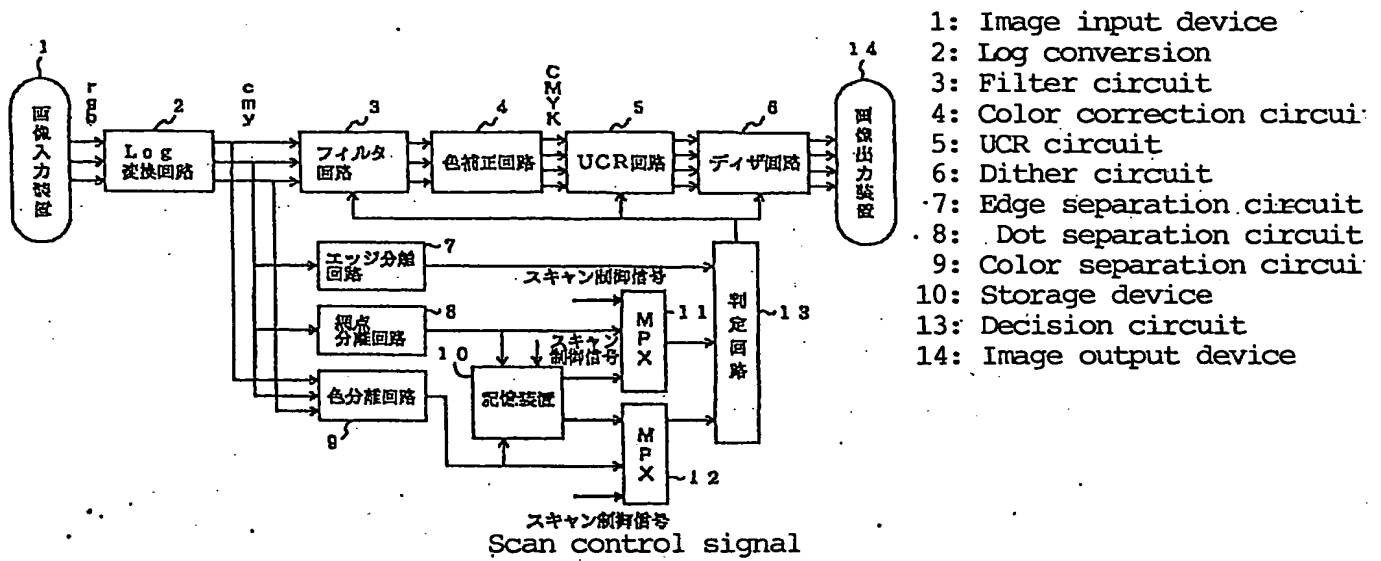 1
2
3
4
5
6
14
r
g
b
c
m
y
C
M
Y
K
画像入力装置
Log
変換回路
フィルタ
回路
色補正回路
UCR回路
ディザ回路
画像出力装置
エッジ分離
回路
7
スキャン制御信号
網点
分離回路
8
スキャン
制御信号
MPX
11
判定回路
13
10
色分離回路
9
記憶装置
MPX
12
スキャン制御信号
Scan control signal
1: Image input device
2: Log conversion
3: Filter circuit
4: Color correction circui
5: UCR circuit
6: Dither circuit
7: Edge separation circuit
8: Dot separation circuit
9: Color separation circui
10: Storage device
13: Decision circuit
14: Image output device